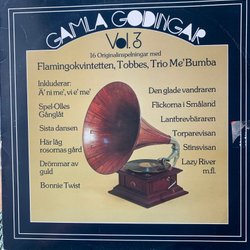 GAMLA GODINGAR
Vol. 3
16 Originalinspelningar med
Flamingokvintetten, Tobbes, Trio Me'Bumba
Inkluderar:
Ä' ni me', vi e' me'
Spel-Olles
Gånglåt
Sista dansen
Här låg
rosornas gård
Drömmar av
guld
Bonnie Twist
Den glade vandraren
Flickorna i Småland
Lantbrevbäraren
Torparevisan
Stinsvisan
Lazy River
m.fl.